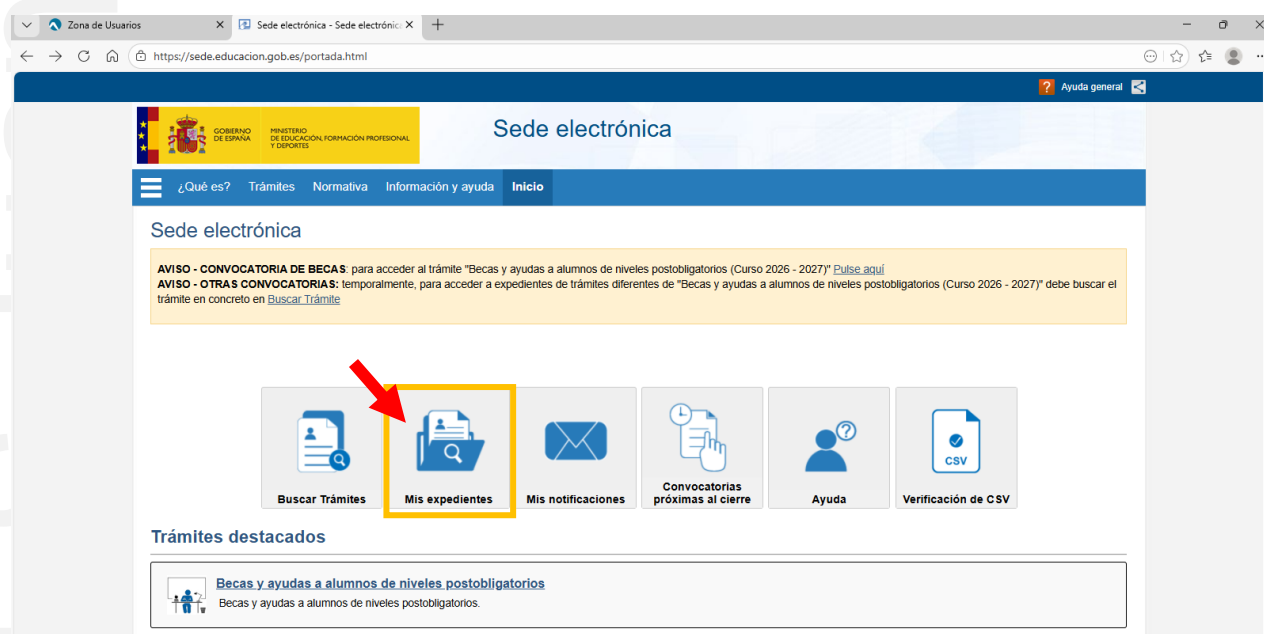 Zona de Usuarios
Sede electrónica - Sede electrónic
https://sede.educacion.gob.es/portada.html
Ayuda general
GOBIERNO
DE ESPAÑA
MINISTERIO
DE EDUCACIÓN, FORMACIÓN PROFESIONAL
Y DEPORTES
Sede electrónica
¿Qué es? Trámites Normativa Información y ayuda Inicio
Sede electrónica
AVISO - CONVOCATORIA DE BECAS: para acceder al trámite "Becas y ayudas a alumnos de niveles postobligatorios (Curso 2026 - 2027)" Pulse aquí
AVISO - OTRAS CONVOCATORIAS: temporalmente, para acceder a expedientes de trámites diferentes de "Becas y ayudas a alumnos de niveles postobligatorios (Curso 2026 - 2027)" debe buscar el
trámite en concreto en Buscar Trámite
Buscar Trámites
Mis expedientes
Mis notificaciones
Convocatorias
próximas al cierre
Ayuda
CSV
Verificación de CSV
Trámites destacados
Becas y ayudas a alumnos de niveles postobligatorios
Becas y ayudas a alumnos de niveles postobligatorios.